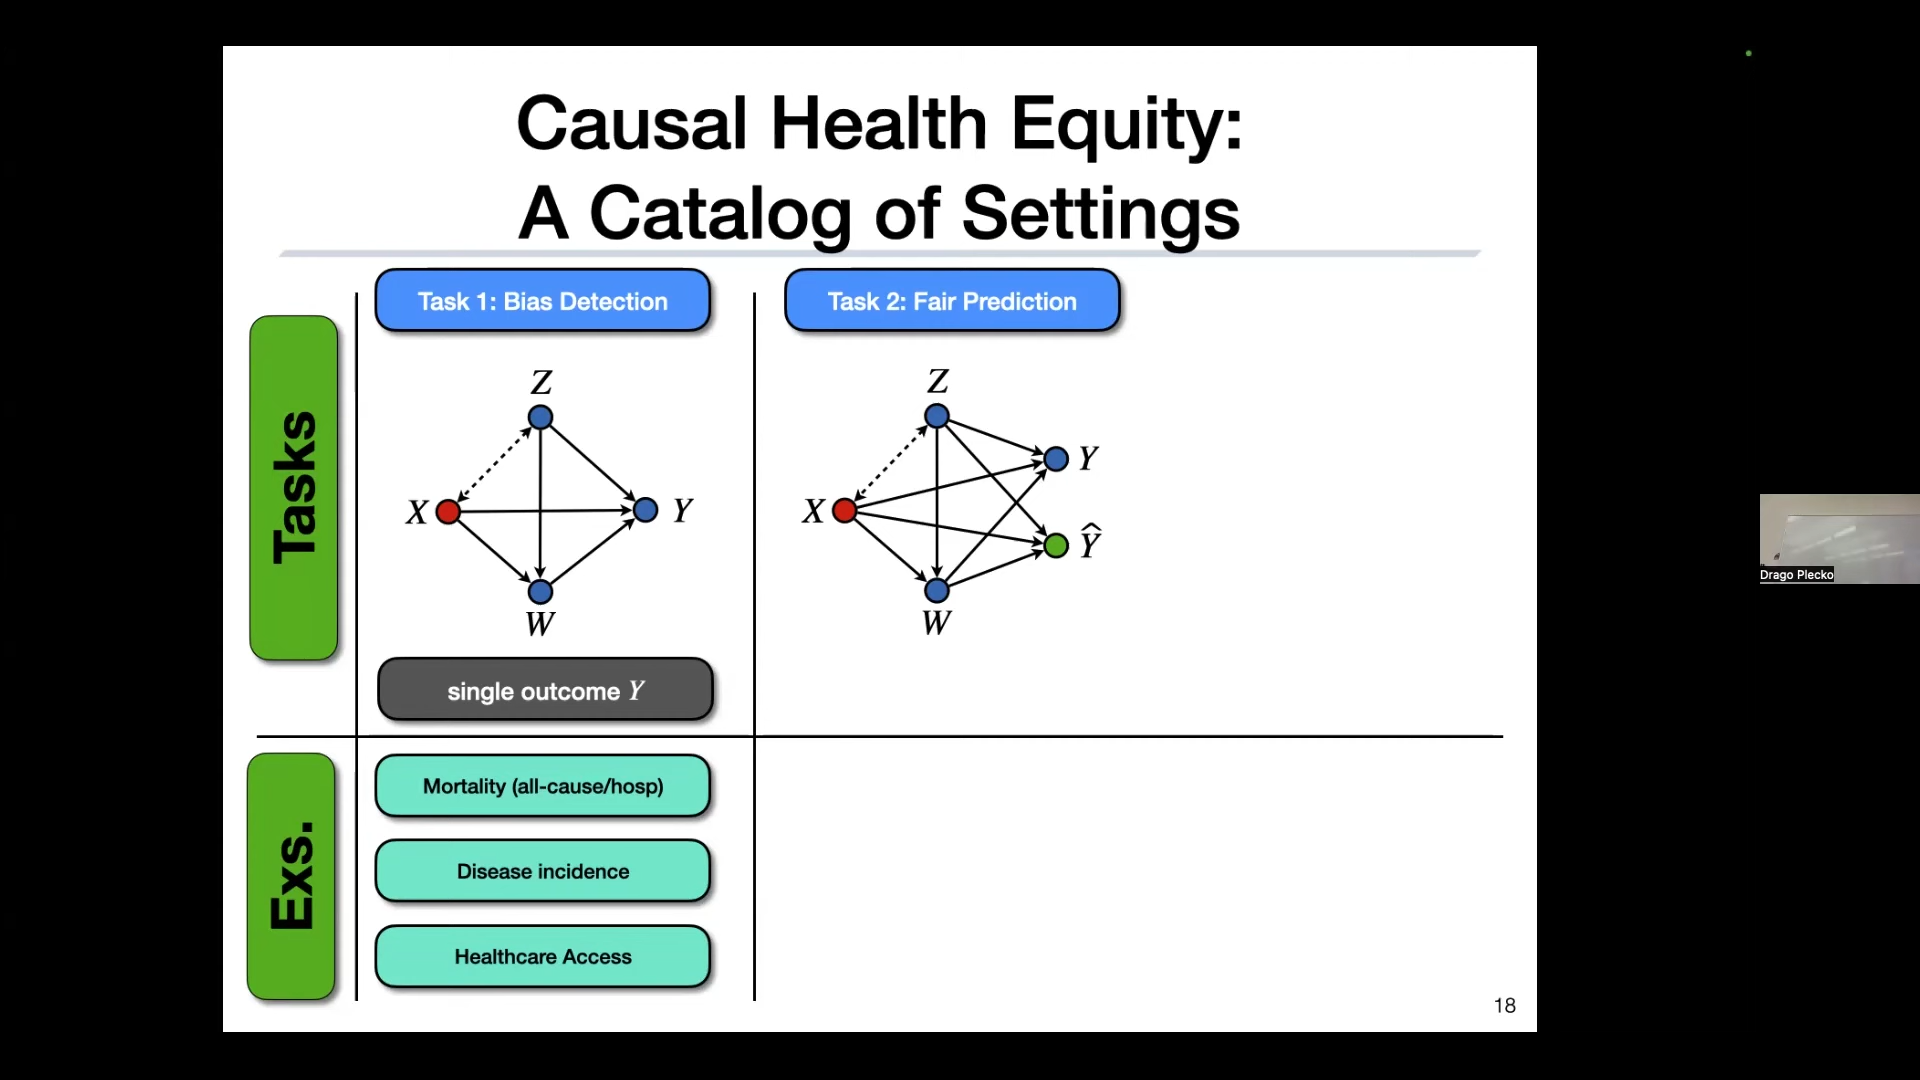 Causal Health Equity:
A Catalog of Settings
Tasks
Task 1: Bias Detection
Z
X
Y
W
single outcome Y
Task 2: Fair Prediction
Z
Y
X
Ŷ
W
Exs.
Mortality (all-cause/hosp)
Disease incidence
Healthcare Access
18
Drago Plecko